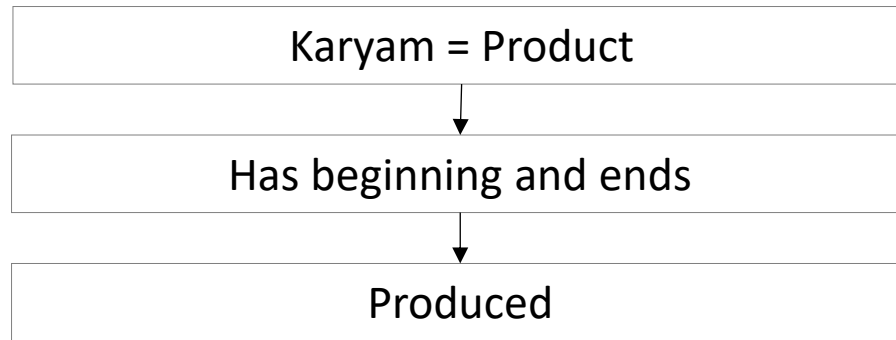 Karyam = Product
Has beginning and ends
Produced